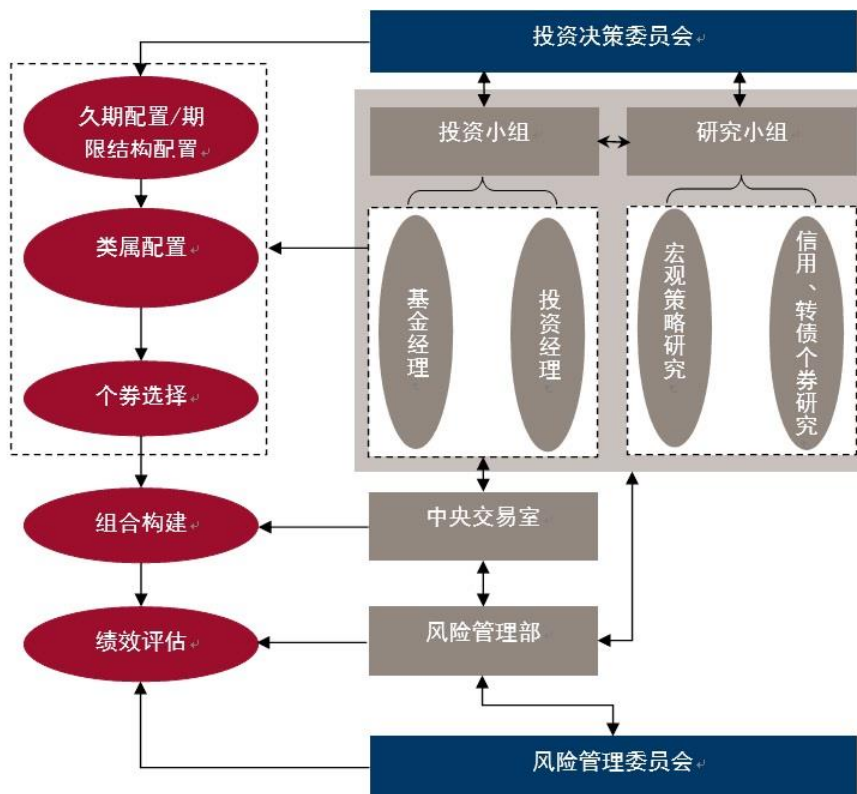 投资决策委员会
久期配置/期
限结构配置
投资小组
研究小组
类属配置
基金经理
投资经理
宏观策略研究
信用、转债个券研究
个券选择
组合构建
中央交易室
绩效评估
风险管理部
风险管理委员会